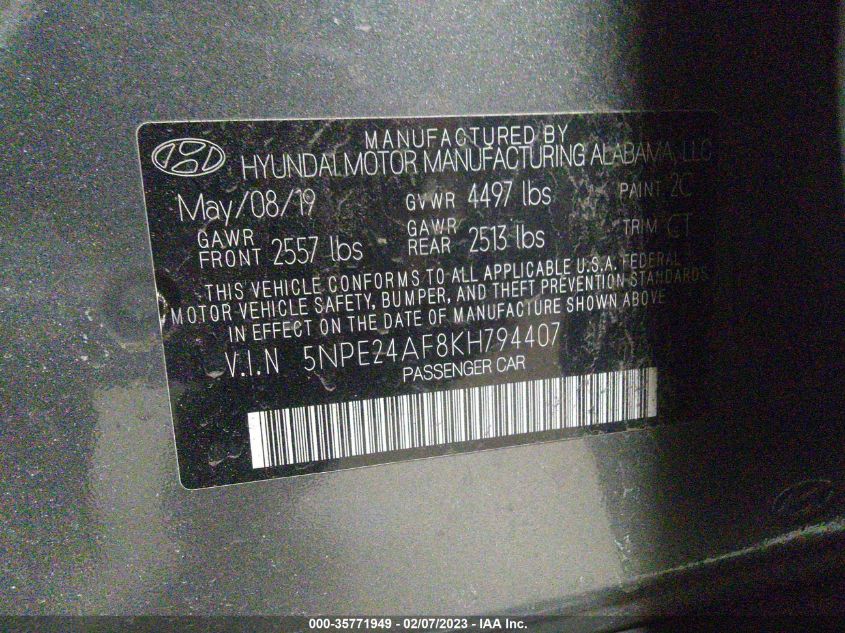 MANUFACTURED BY
HYUNDAI MOTOR MANUFACTURING ALABAMA, LLC
May/08/19 GVWR 4497 lbs PAINT 2C
GAWR FRONT 2557 lbs GAWR REAR 2513 lbs TRIM CT
THIS VEHICLE CONFORMS TO ALL APPLICABLE U.S.A. FEDERAL
MOTOR VEHICLE SAFETY, BUMPER, AND THEFT PREVENTION STANDARDS
IN EFFECT ON THE DATE OF MANUFACTURE SHOWN ABOVE
V.I.N 5NPE24AF8KH794407
PASSENGER CAR
000-35771949 - 02/07/2023 - IAA Inc.